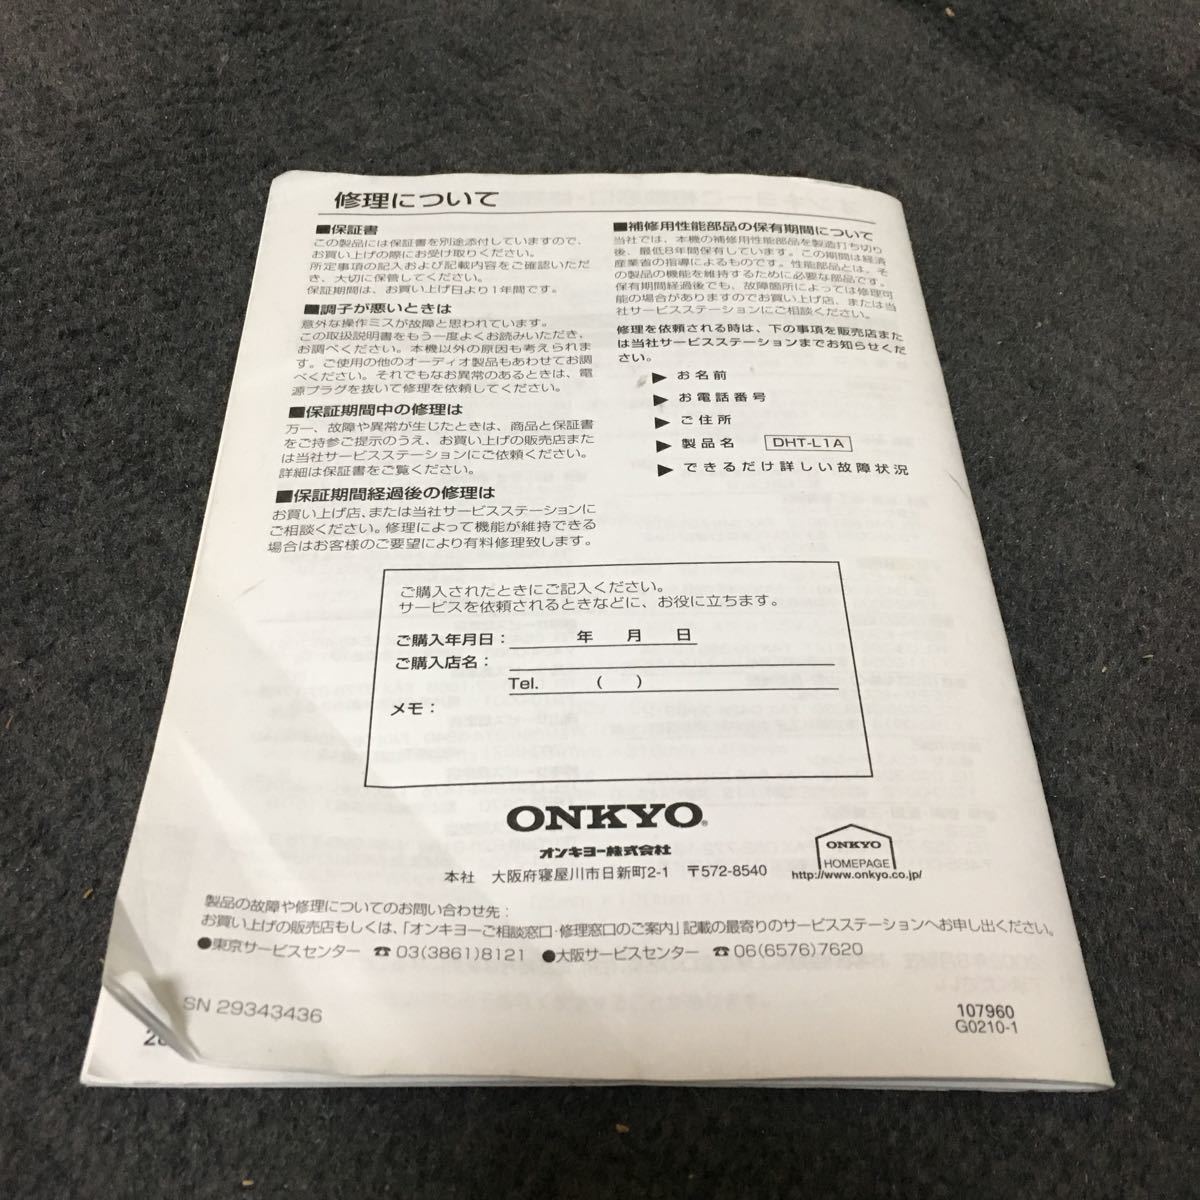 修理について
■保証書
この製品には保証書を別途添付していますので、
お買い上げの際にお受け取りください。
所定事項の記入および記載内容をご確認いただ
き、大切に保管してください。
保証期間は、お買い上げ日より1年間です。
■調子が悪いときは
意外な操作ミスが故障と思われています。
この取扱説明書をもう一度よくお読みいただき、
お調べください。本機以外の原因も考えられま
す。ご使用の他のオーディオ製品もあわせてお調
べください。それでもなお異常のあるときは、電
源プラグを抜いて修理を依頼してください。
■保証期間中の修理は
万一、故障や異常が生じたときは、商品と保証書
をご持参ご提示のうえ、お買い上げの販売店また
は当社サービスステーションにご依頼ください。
詳細は保証書をご覧ください。
■保証期間経過後の修理は
お買い上げ店、または当社サービスステーションに
ご相談ください。修理によって機能が維持できる
場合はお客様のご要望により有料修理致します。
■補修用性能部品の保有期間について
当社では、本機の補修用性能部品を製造打ち切り
後、最低8年間保有しています。この期間は経済
産業省の指導によるものです。性能部品とは、そ
の製品の機能を維持するために必要な部品です。
保有期間経過後でも、故障箇所によっては修理可
能の場合がありますのでお買い上げ店、または当
社サービスステーションにご相談ください。
修理を依頼される時は、下の事項を販売店また
は当社サービスステーションまでお知らせくだ
さい。
▶ お名前
▶ お電話番号
▶ ご住所
▶ 製品名 DHT-L1A
▶ できるだけ詳しい故障状況
ご購入されたときにご記入ください。
サービスを依頼されるときなどに、お役に立ちます。
ご購入年月日： 年 月 日
ご購入店名：
Tel. ( )
メモ：
ONKYO®
オンキヨー株式会社
本社 大阪府寝屋川市日新町2-1 〒572-8540
ONKYO
HOMEPAGE
http://www.onkyo.co.jp/
製品の故障や修理についてのお問い合わせ先：
お買い上げの販売店もしくは、「オンキヨーご相談窓口・修理窓口のご案内」記載の最寄りのサービスステーションへお申し出ください。
●東京サービスセンター ☎ 03(3861)8121 ●大阪サービスセンター ☎ 06(6576)7620
SN 29343436
107960
G0210-1